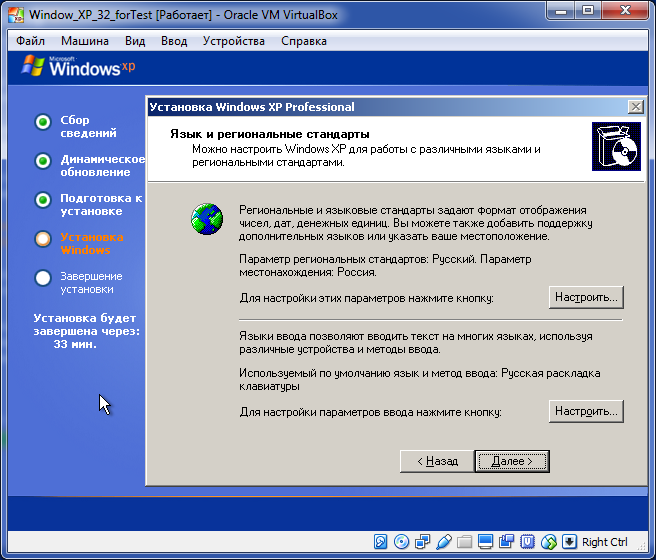 Window_XP_32_forTest [Работает] - Oracle VM VirtualBox
Файл Машина Вид Ввод Устройства Справка
Microsoft
Windows xp
Установка Windows XP Professional
Сбор
сведений
Динамическое
обновление
Подготовка к
установке
Установка
Windows
Завершение
установки
Установка будет
завершена через:
33 мин.
Язык и региональные стандарты
Можно настроить Windows XP для работы с различными языками и
региональными стандартами.
Региональные и языковые стандарты задают формат отображения
чисел, дат, денежных единиц. Вы можете также добавить поддержку
дополнительных языков или указать ваше местоположение.
Параметр региональных стандартов: Русский. Параметр
местонахождения: Россия.
Для настройки этих параметров нажмите кнопку: Настроить...
Языки ввода позволяют вводить текст на многих языках, используя
различные устройства и методы ввода.
Используемый по умолчанию язык и метод ввода: Русская раскладка
клавиатуры
Для настройки параметров ввода нажмите кнопку: Настроить...
< Назад Далее >
Right Ctrl